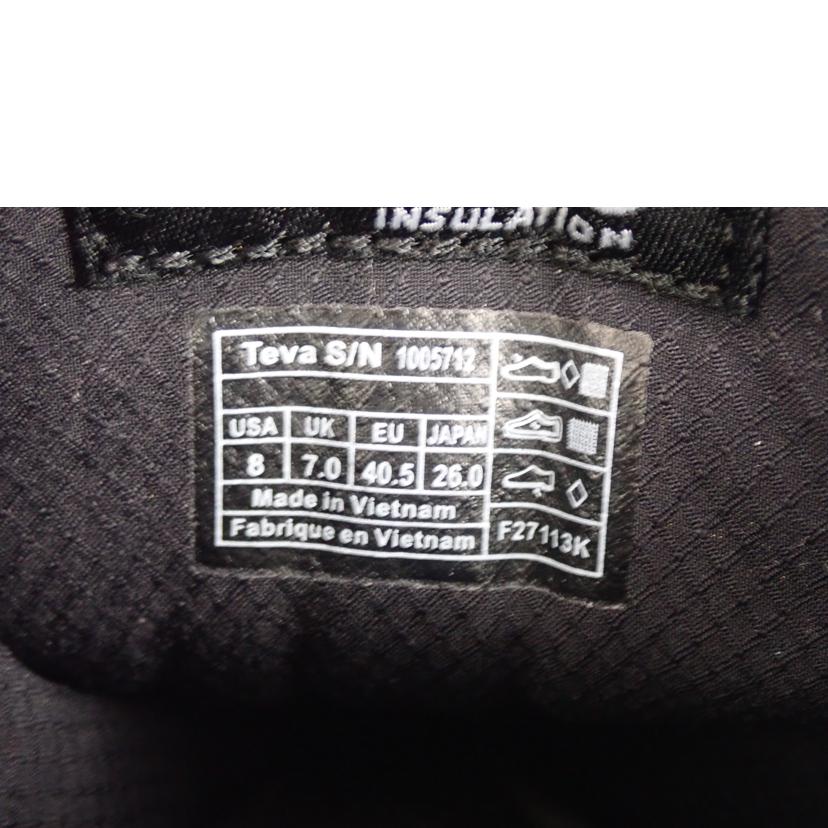 INSULATION
Teva S/N 1005712
USA UK EU JAPAN
8 7.0 40.5 26.0
Made in Vietnam
Fabrique en Vietnam
F27113K